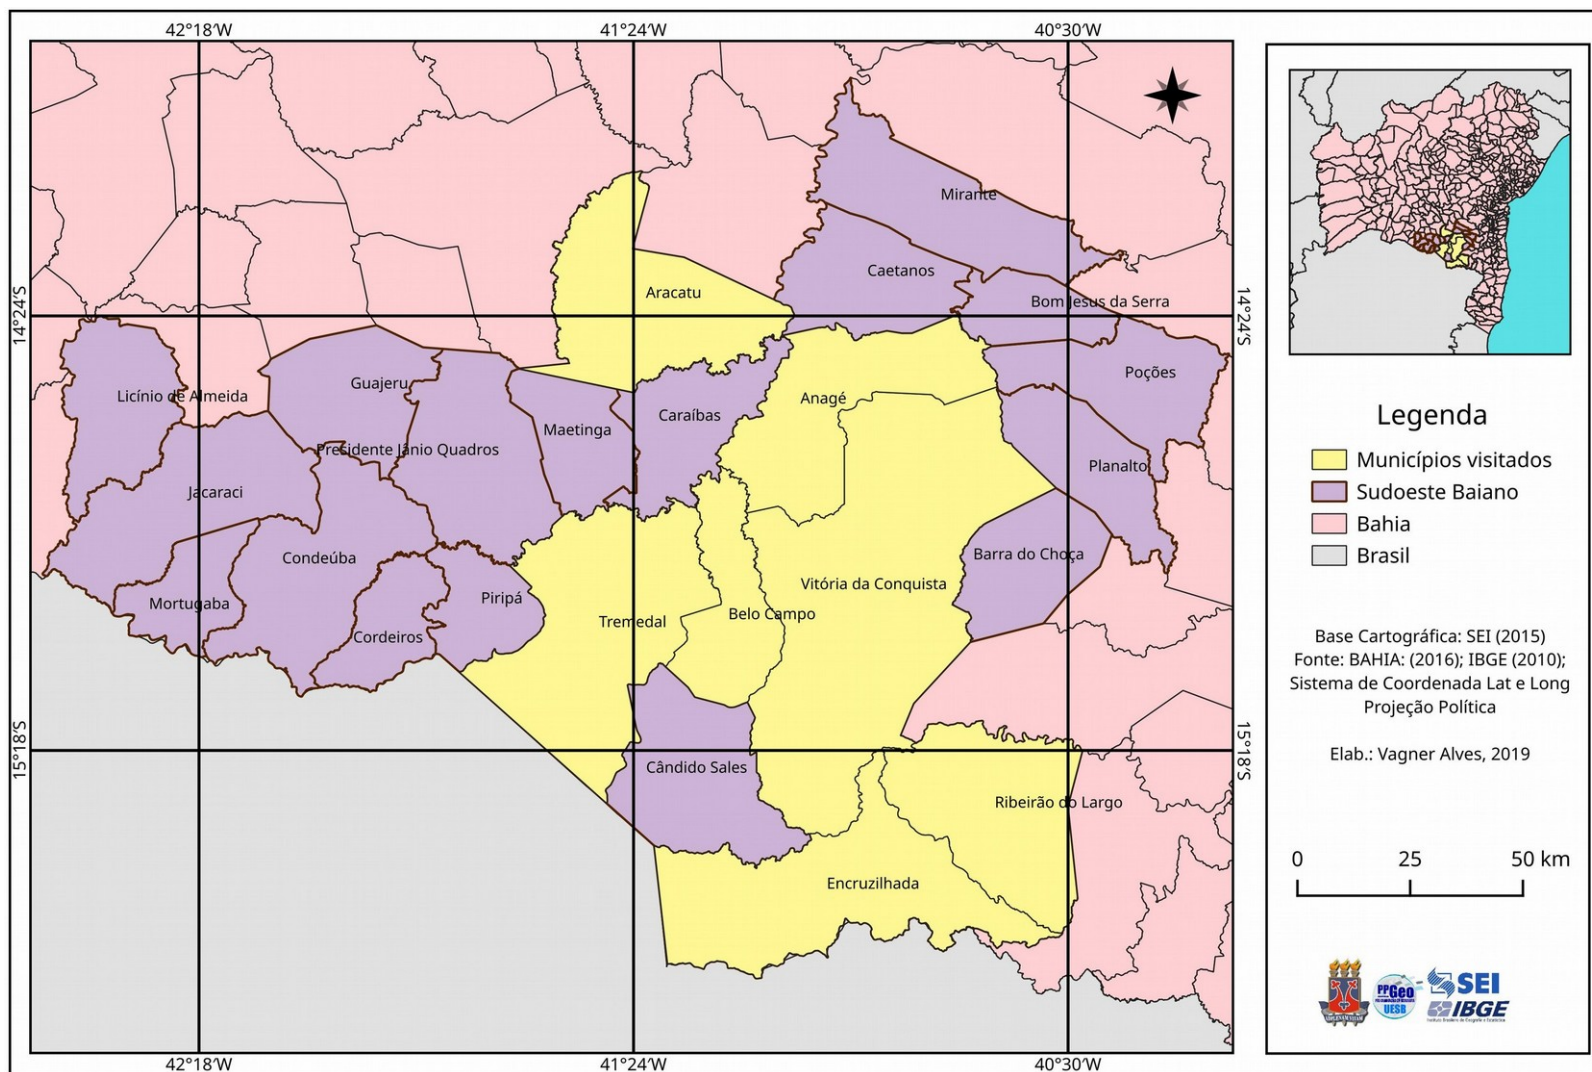 42°18′W 41°24′W 40°30′W
Mirante
Caetanos
Aracatu
Bom Jesus da Serra
14°24′S 14°24′S
Poções
Guajeru
Licínio de Almeida
Anagé
Caraíbas
Maetinga
Presidente Jânio Quadros
Planalto
Jacaraci
Condeúba
Barra do Choça
Vitória da Conquista
Piripá
Mortugaba
Belo Campo
Tremedal
Cordeiros
15°18′S 15°18′S
Cândido Sales
Ribeirão do Largo
Encruzilhada
42°18′W 41°24′W 40°30′W
Legenda
Municípios visitados
Sudoeste Baiano
Bahia
Brasil
Base Cartográfica: SEI (2015)
Fonte: BAHIA: (2016); IBGE (2010);
Sistema de Coordenada Lat e Long
Projeção Política
Elab.: Vagner Alves, 2019
0 25 50 km
PPGeo
UESB
SEI
IBGE